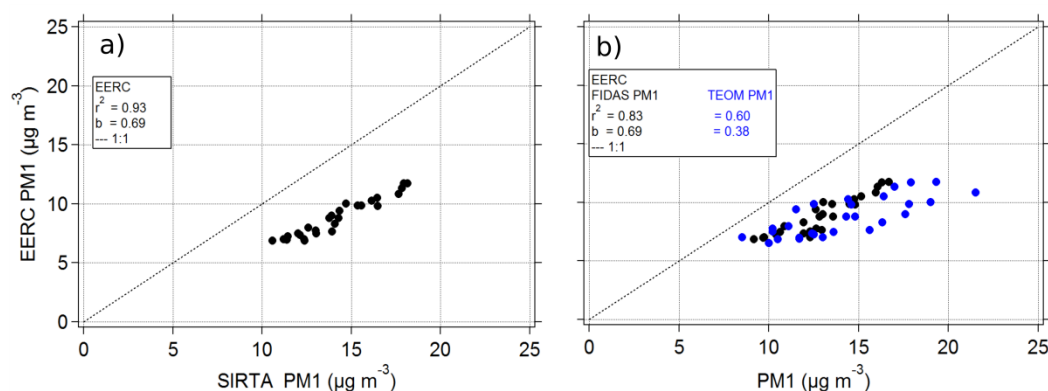 a)
25
20
15
10
5
0
EERC PM1 (µg m⁻³)
EERC
r² = 0.93
b = 0.69
--- 1:1
0 5 10 15 20 25
SIRTA PM1 (µg m⁻³)
b)
EERC
FIDAS PM1 TEOM PM1
r² = 0.83 = 0.60
b = 0.69 = 0.38
--- 1:1
0 5 10 15 20 25
PM1 (µg m⁻³)